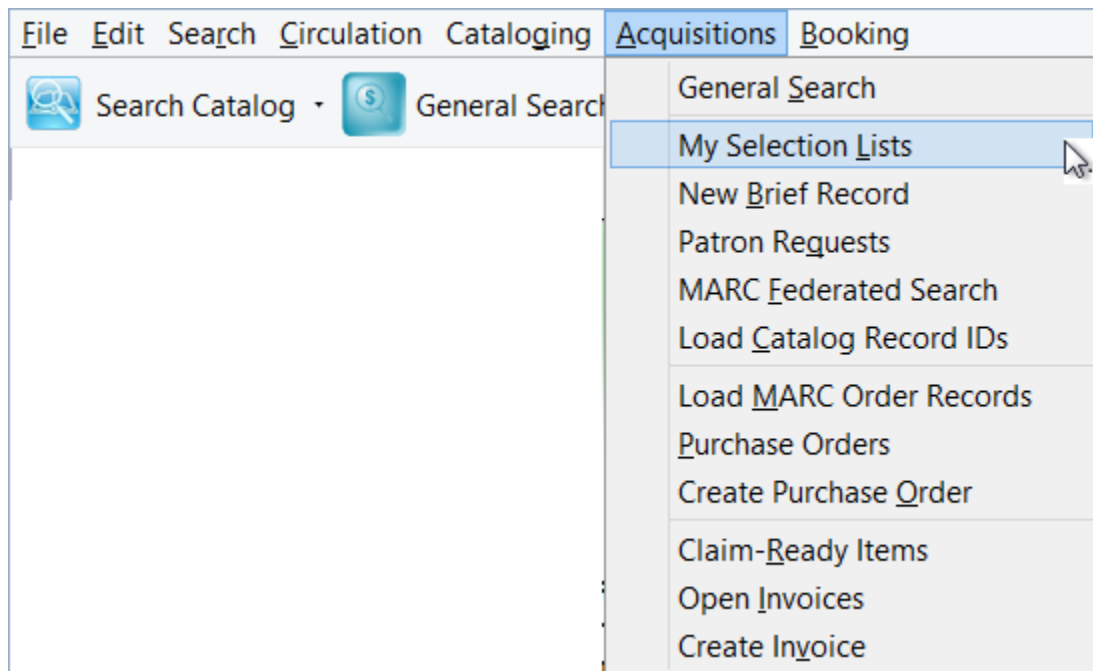 File Edit Search Circulation Cataloging Acquisitions Booking
Search Catalog General Search
General Search
My Selection Lists
New Brief Record
Patron Requests
MARC Federated Search
Load Catalog Record IDs
Load MARC Order Records
Purchase Orders
Create Purchase Order
Claim-Ready Items
Open Invoices
Create Invoice